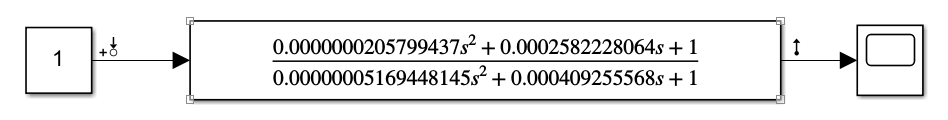 1
0.0000000205799437s² + 0.0002582228064s + 1
0.00000005169448145s² + 0.000409255568s + 1